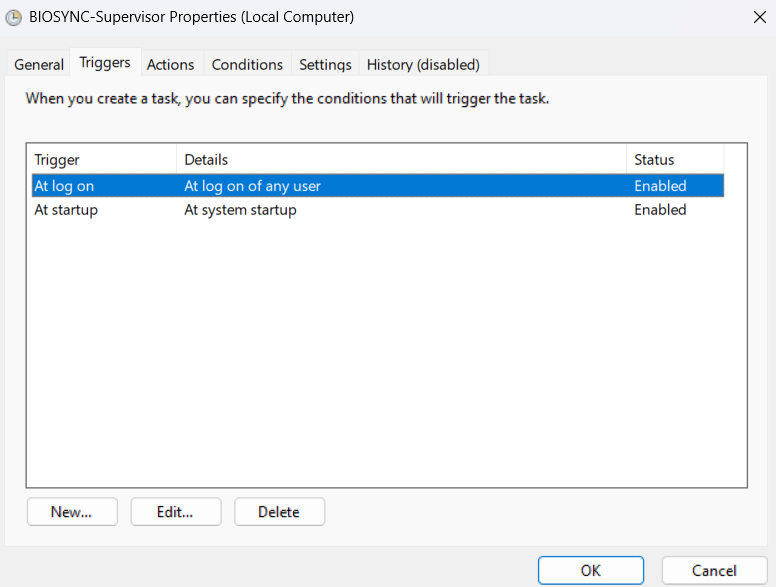 BIOSYNC-Supervisor Properties (Local Computer)
General Triggers Actions Conditions Settings History (disabled)
When you create a task, you can specify the conditions that will trigger the task.
Trigger Details Status
At log on At log on of any user Enabled
At startup At system startup Enabled
New... Edit... Delete
OK Cancel